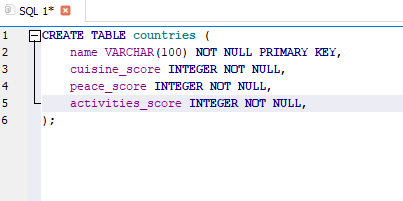 SQL 1*
1 CREATE TABLE countries (
2 name VARCHAR(100) NOT NULL PRIMARY KEY,
3 cuisine_score INTEGER NOT NULL,
4 peace_score INTEGER NOT NULL,
5 activities_score INTEGER NOT NULL,
6 );